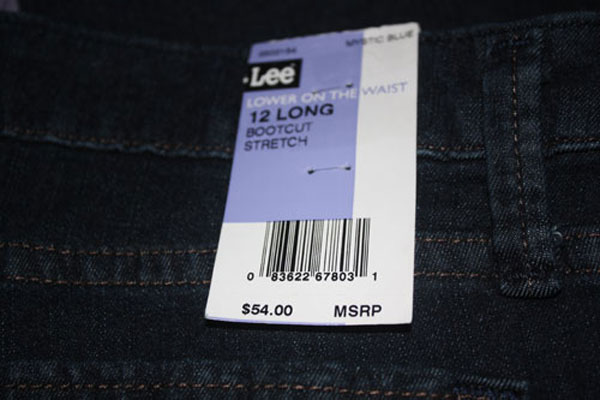 MYSTIC BLUE
Lee
LOWER ON THE WAIST
12 LONG
BOOTCUT
STRETCH
0 83622 67803 1
$54.00 MSRP